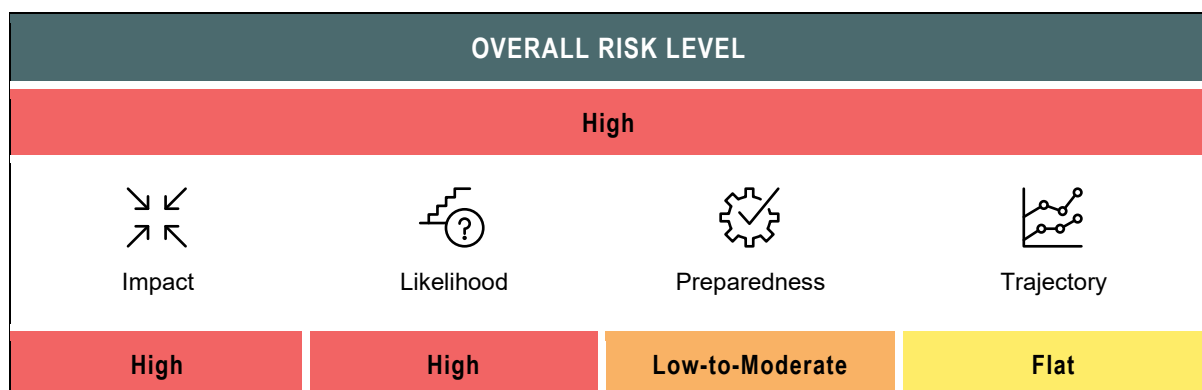 OVERALL RISK LEVEL
High
Impact Likelihood Preparedness Trajectory
High High Low-to-Moderate Flat